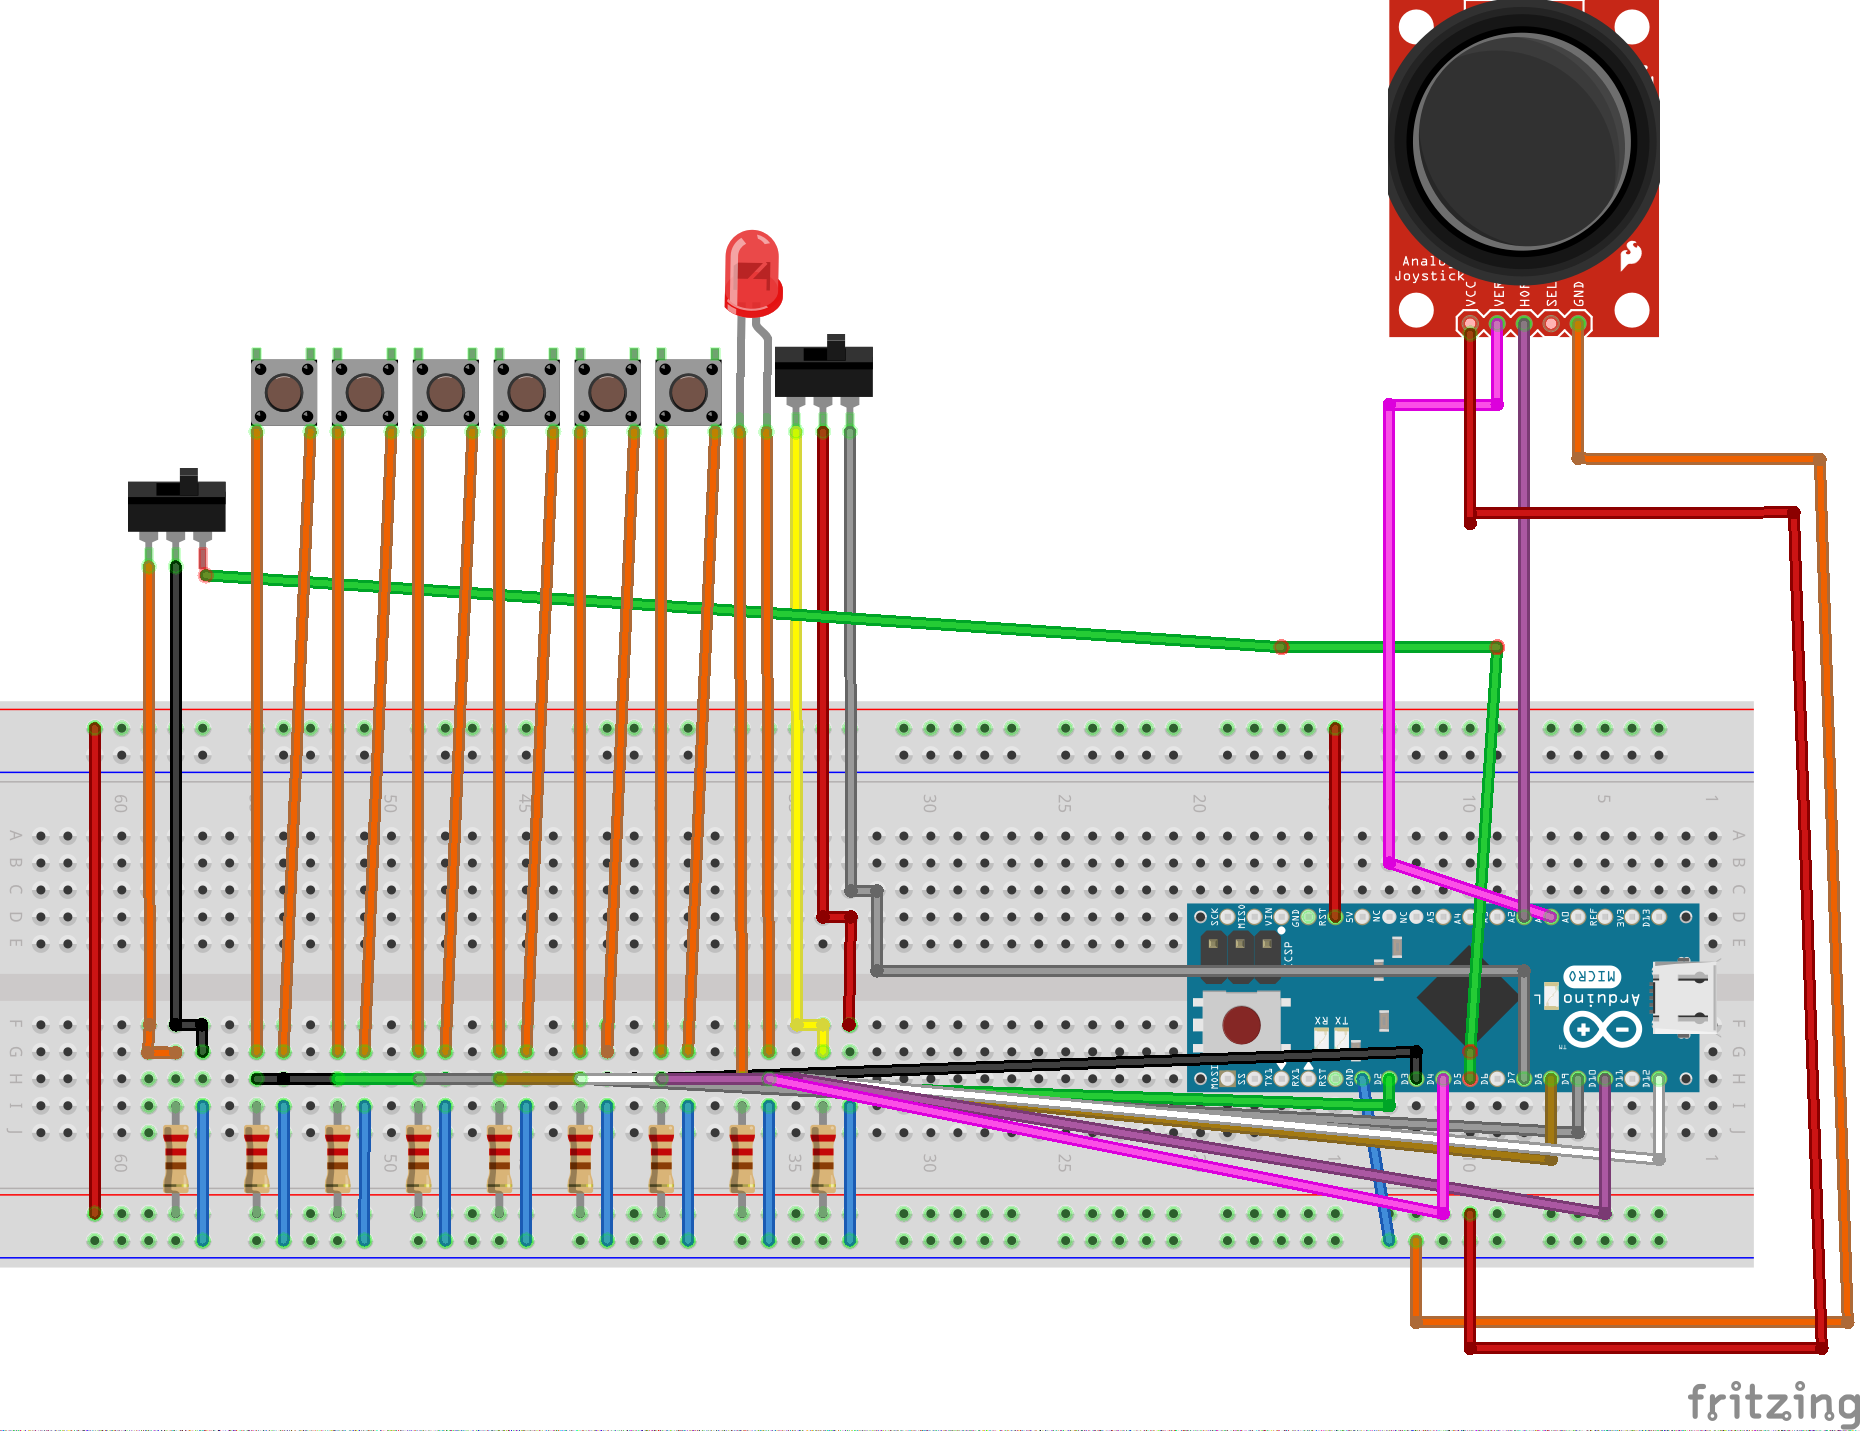 Analog
Joystick
VCC
VER
HOR
SEL
GND
60
50
45
30
25
20
10
5
1
A
B
C
D
E
A
B
C
D
E
SCK
MISO
VIN
GND
RST
5V
NC
NC
A5
A4
A2
A0
REF
3V3
D13
ICSP
L
MICRO
Arduino
TM
RX
TX
F
G
H
I
J
F
G
H
I
J
MOSI
SS
TX1
RX1
RST
GND
D2
D3
D4
D5
D6
D7
D8
D9
D10
D11
D12
60
50
35
30
25
10
1
fritzing